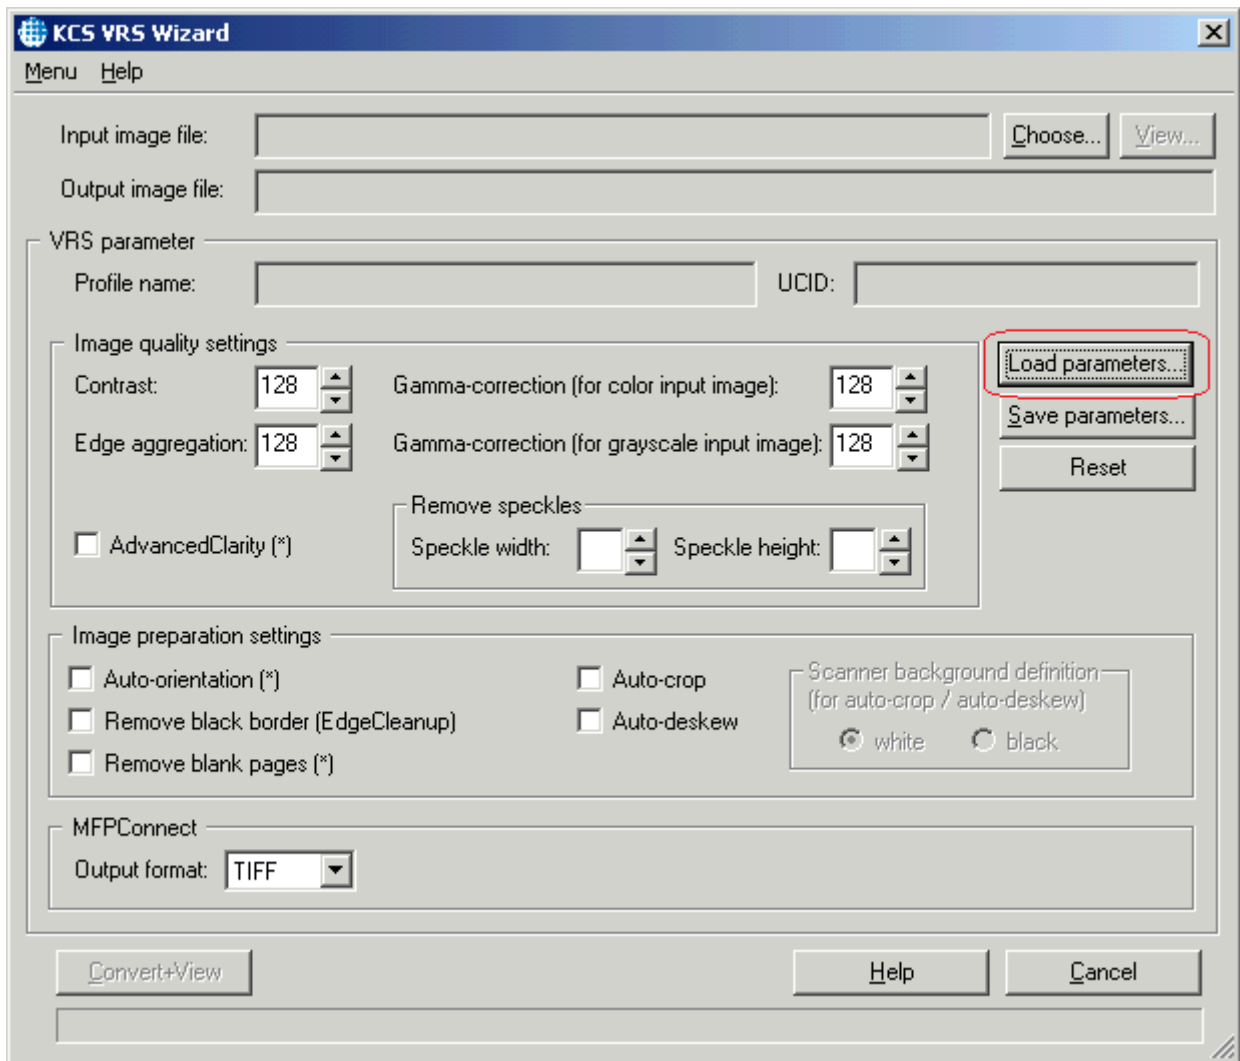 KCS VRS Wizard
Menu Help
Input image file: Choose... View...
Output image file:
VRS parameter
Profile name: UCID:
Image quality settings
Contrast: 128 Gamma-correction (for color input image): 128 Load parameters...
Edge aggregation: 128 Gamma-correction (for grayscale input image): 128 Save parameters...
Reset
Remove speckles
AdvancedClarity (*) Speckle width: Speckle height:
Image preparation settings
Auto-orientation (*) Auto-crop Scanner background definition
(for auto-crop / auto-deskew)
Remove black border (EdgeCleanup) Auto-deskew white black
Remove blank pages (*)
MFPConnect
Output format: TIFF
Convert+View Help Cancel